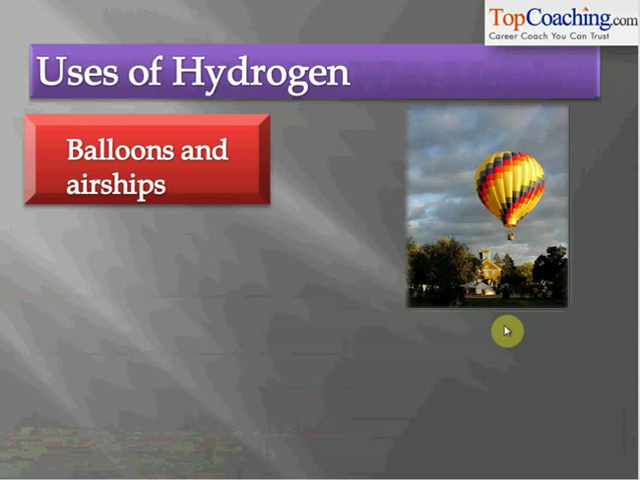 TopCoaching.com
Career Coach You Can Trust
Uses of Hydrogen
Balloons and
airships